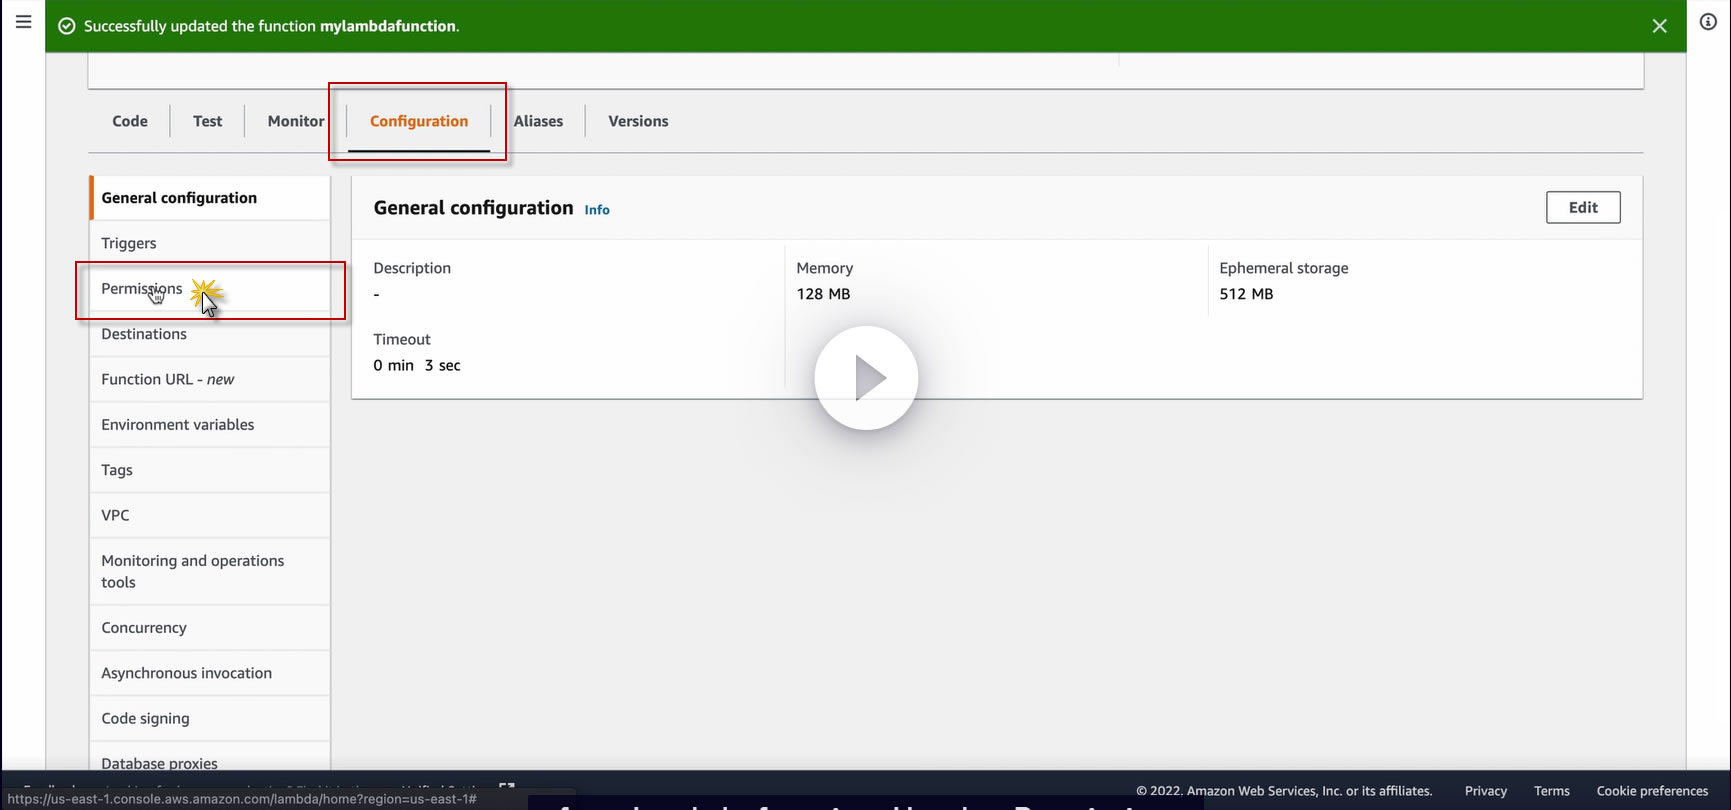 Successfully updated the function mylambdafunction.
Code
Test
Monitor
Configuration
Aliases
Versions
General configuration
Triggers
Permissions
Destinations
Function URL - new
Environment variables
Tags
VPC
Monitoring and operations
tools
Concurrency
Asynchronous invocation
Code signing
Database proxies
General configuration Info
Edit
Description
-
Memory
128 MB
Ephemeral storage
512 MB
Timeout
0 min 3 sec
https://us-east-1.console.aws.amazon.com/lambda/home?region=us-east-1#
© 2022, Amazon Web Services, Inc. or its affiliates.
Privacy
Terms
Cookie preferences